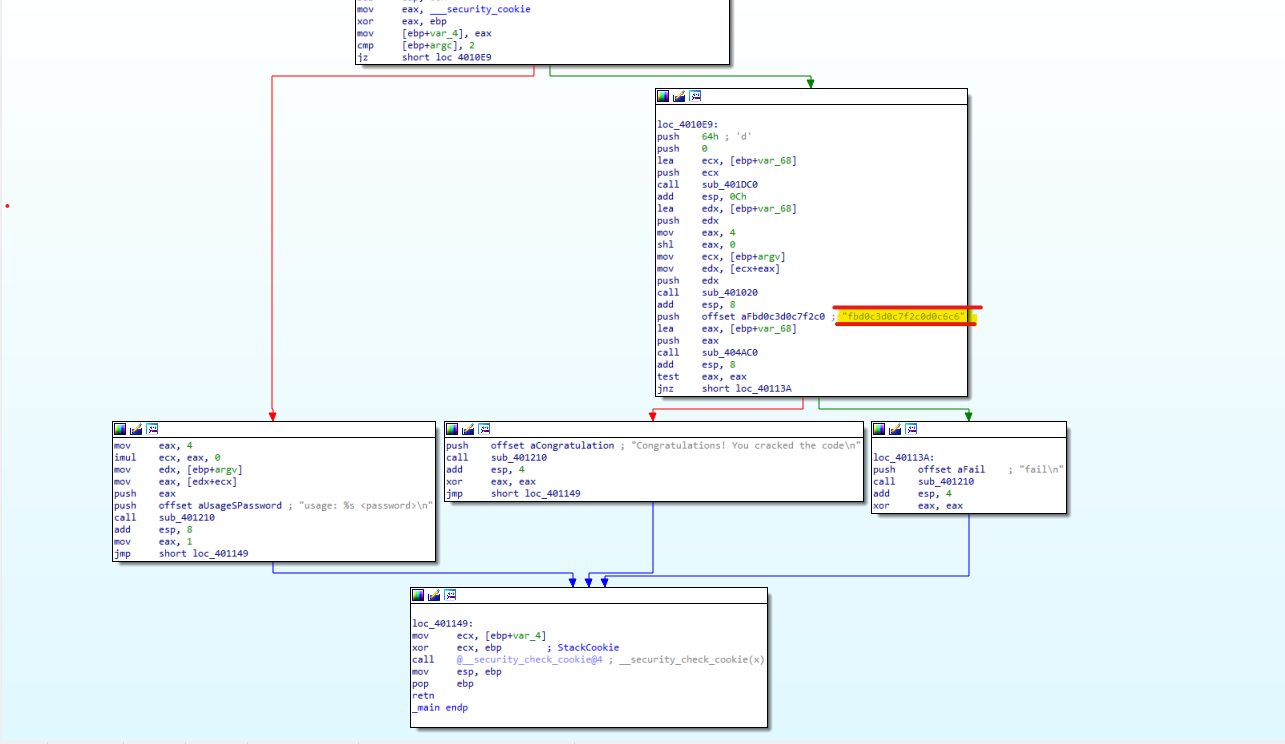 mov eax, ___security_cookie
xor eax, ebp
mov [ebp+var_4], eax
cmp [ebp+argc], 2
jz short loc_4010E9
loc_4010E9:
push 64h ; 'd'
push 0
lea ecx, [ebp+var_68]
push ecx
call sub_401DC0
add esp, 0Ch
lea edx, [ebp+var_68]
push edx
mov eax, 4
shl eax, 0
mov ecx, [ebp+argv]
mov edx, [ecx+eax]
push edx
call sub_401020
add esp, 8
push offset aFbd0c3d0c7f2c0 ; "fbd0c3d0c7f2c0d0c6c6"
lea eax, [ebp+var_68]
push eax
call sub_404AC0
add esp, 8
test eax, eax
jnz short loc_40113A
mov eax, 4
imul ecx, eax, 0
mov edx, [ebp+argv]
mov eax, [edx+ecx]
push eax
push offset aUsageSPassword ; "usage: %s <password>\n"
call sub_401210
add esp, 8
mov eax, 1
jmp short loc_401149
push offset aCongratulation ; "Congratulations! You cracked the code\n"
call sub_401210
add esp, 4
xor eax, eax
jmp short loc_401149
loc_40113A:
push offset aFail ; "fail\n"
call sub_401210
add esp, 4
xor eax, eax
loc_401149:
mov ecx, [ebp+var_4]
xor ecx, ebp ; StackCookie
call @__security_check_cookie@4 ; __security_check_cookie(x)
mov esp, ebp
pop ebp
retn
_main endp